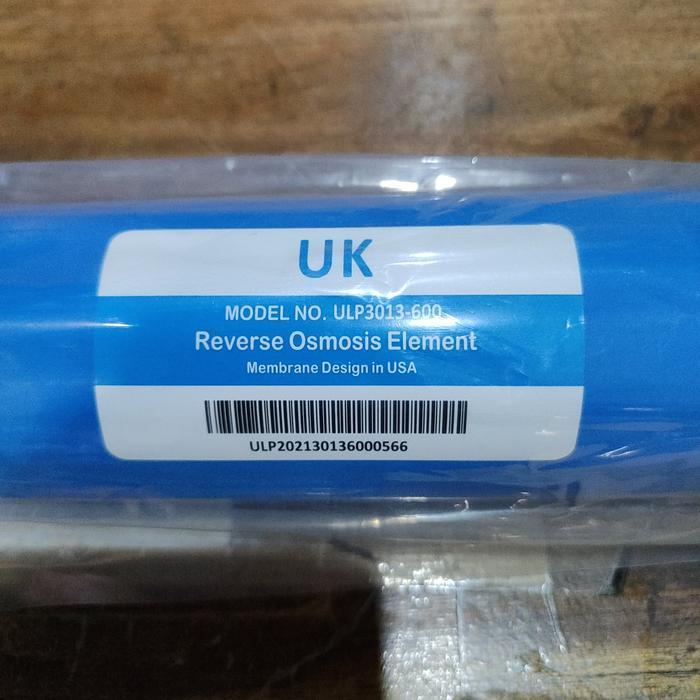 UK
MODEL NO. ULP3013-600
Reverse Osmosis Element
Membrane Design in USA
ULP202130136000566